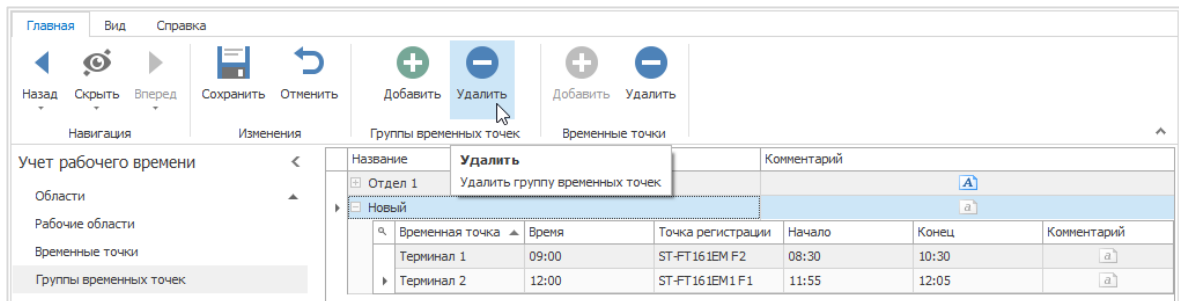 Главная Вид Справка
Назад Скрыть Вперед Сохранить Отменить Добавить Удалить Добавить Удалить
Навигация Изменения Группы временных точек Временные точки
Учет рабочего времени
Области
Рабочие области
Временные точки
Группы временных точек
Название Комментарий
Удалить
Удалить группу временных точек
Отдел 1 A
Новый a
Временная точка Время Точка регистрации Начало Конец Комментарий
Терминал 1 09:00 ST-FT161EM F2 08:30 10:30 a
Терминал 2 12:00 ST-FT161EM1 F1 11:55 12:05 a